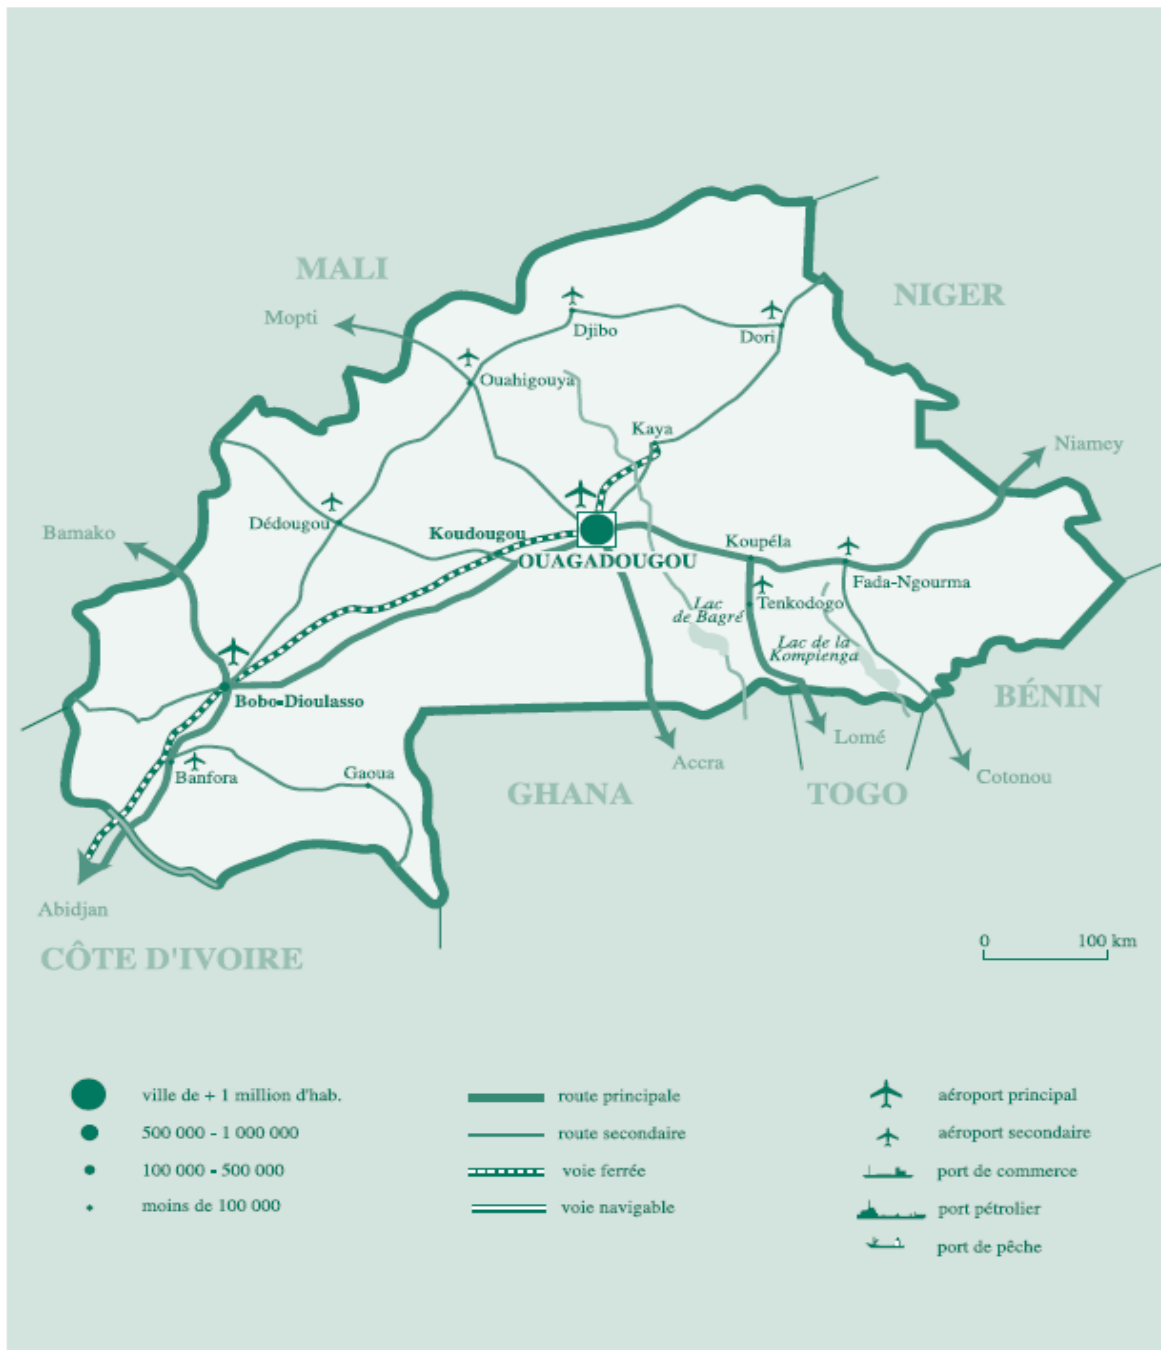 MALI
NIGER
Mopti
Djibo
Dori
Ouahigouya
Kaya
Niamey
Bamako
Dédougou
Koudougou
OUAGADOUGOU
Koupéla
Fada-Ngourma
Tenkodogo
Lac
de Bagré
Lac de la
Kompienga
Bobo-Dioulasso
BÉNIN
Banfora
Gaoua
Accra
Lomé
Cotonou
GHANA
TOGO
Abidjan
CÔTE D'IVOIRE
0 100 km
ville de + 1 million d'hab.
500 000 - 1 000 000
100 000 - 500 000
moins de 100 000
route principale
route secondaire
voie ferrée
voie navigable
aéroport principal
aéroport secondaire
port de commerce
port pétrolier
port de pêche